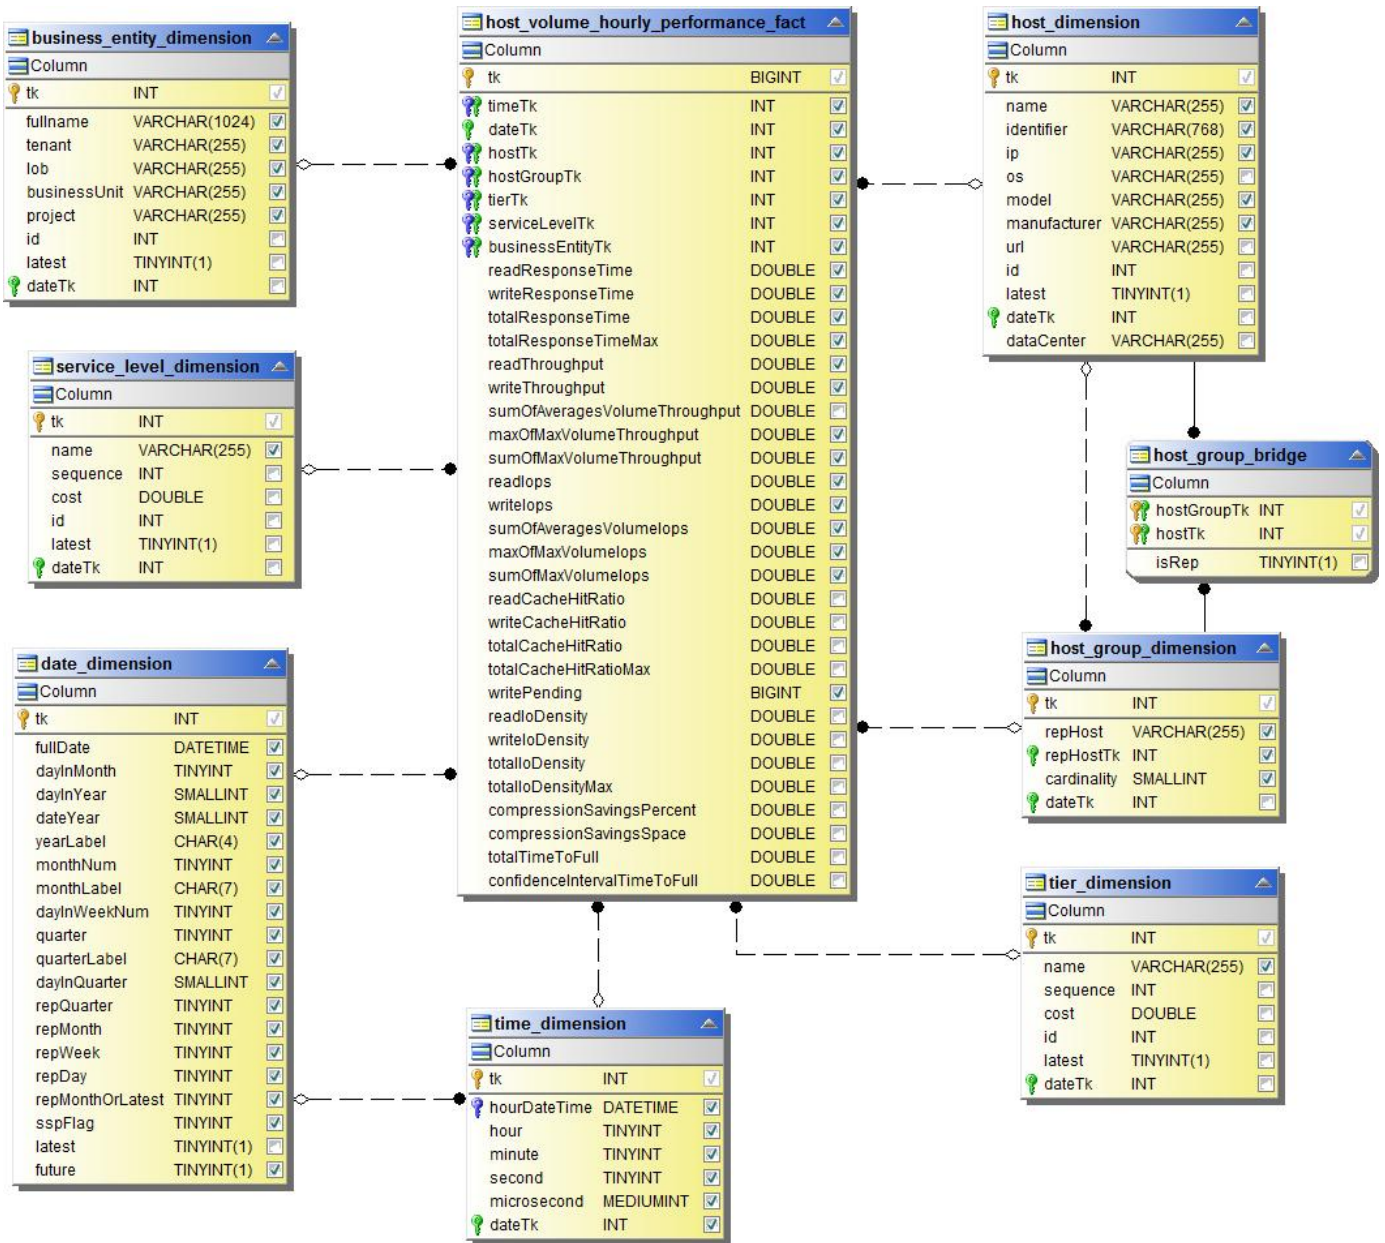 business_entity_dimension
Column
tk INT
fullname VARCHAR(1024)
tenant VARCHAR(255)
lob VARCHAR(255)
businessUnit VARCHAR(255)
project VARCHAR(255)
id INT
latest TINYINT(1)
dateTk INT
service_level_dimension
Column
tk INT
name VARCHAR(255)
sequence INT
cost DOUBLE
id INT
latest TINYINT(1)
dateTk INT
date_dimension
Column
tk INT
fullDate DATETIME
dayInMonth TINYINT
dayInYear SMALLINT
dateYear SMALLINT
yearLabel CHAR(4)
monthNum TINYINT
monthLabel CHAR(7)
dayInWeekNum TINYINT
quarter TINYINT
quarterLabel CHAR(7)
dayInQuarter SMALLINT
repQuarter TINYINT
repMonth TINYINT
repWeek TINYINT
repDay TINYINT
repMonthOrLatest TINYINT
sspFlag TINYINT
latest TINYINT(1)
future TINYINT(1)
host_volume_hourly_performance_fact
Column
tk BIGINT
timeTk INT
dateTk INT
hostTk INT
hostGroupTk INT
tierTk INT
serviceLevelTk INT
businessEntityTk INT
readResponseTime DOUBLE
writeResponseTime DOUBLE
totalResponseTime DOUBLE
totalResponseTimeMax DOUBLE
readThroughput DOUBLE
writeThroughput DOUBLE
sumOfAveragesVolumeThroughput DOUBLE
maxOfMaxVolumeThroughput DOUBLE
sumOfMaxVolumeThroughput DOUBLE
readIops DOUBLE
writeIops DOUBLE
sumOfAveragesVolumeIops DOUBLE
maxOfMaxVolumeIops DOUBLE
sumOfMaxVolumeIops DOUBLE
readCacheHitRatio DOUBLE
writeCacheHitRatio DOUBLE
totalCacheHitRatio DOUBLE
totalCacheHitRatioMax DOUBLE
writePending BIGINT
readIoDensity DOUBLE
writeIoDensity DOUBLE
totalIoDensity DOUBLE
totalIoDensityMax DOUBLE
compressionSavingsPercent DOUBLE
compressionSavingsSpace DOUBLE
totalTimeToFull DOUBLE
confidenceIntervalTimeToFull DOUBLE
time_dimension
Column
tk INT
hourDateTime DATETIME
hour TINYINT
minute TINYINT
second TINYINT
microsecond MEDIUMINT
dateTk INT
host_dimension
Column
tk INT
name VARCHAR(255)
identifier VARCHAR(768)
ip VARCHAR(255)
os VARCHAR(255)
model VARCHAR(255)
manufacturer VARCHAR(255)
url VARCHAR(255)
id INT
latest TINYINT(1)
dateTk INT
dataCenter VARCHAR(255)
host_group_bridge
Column
hostGroupTk INT
hostTk INT
isRep TINYINT(1)
host_group_dimension
Column
tk INT
repHost VARCHAR(255)
repHostTk INT
cardinality SMALLINT
dateTk INT
tier_dimension
Column
tk INT
name VARCHAR(255)
sequence INT
cost DOUBLE
id INT
latest TINYINT(1)
dateTk INT